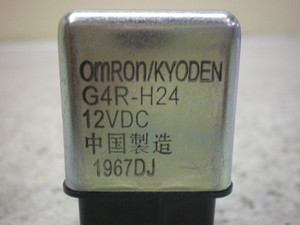 omron/KYODEN
G4R-H24
12VDC
中国製造
1967DJ